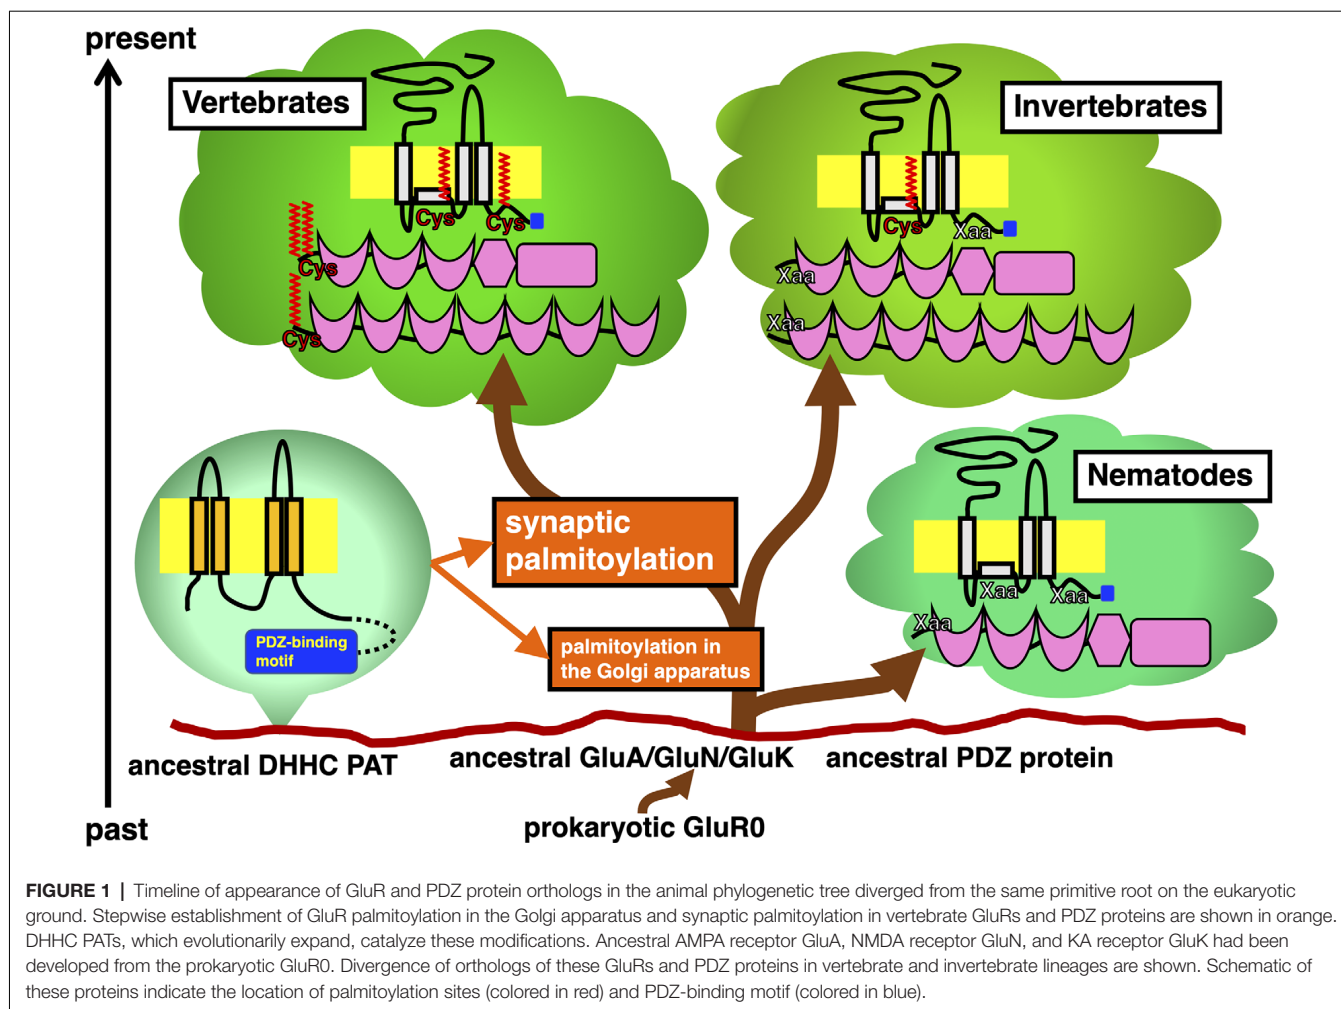 present
Vertebrates
Invertebrates
Cys
Cys
Cys
Xaa
Cys
Xaa
Cys
Xaa
Nematodes
synaptic
palmitoylation
Xaa
Xaa
Xaa
PDZ-binding
motif
palmitoylation in
the Golgi apparatus
ancestral DHHC PAT
ancestral GluA/GluN/GluK
ancestral PDZ protein
past
prokaryotic GluR0
FIGURE 1 | Timeline of appearance of GluR and PDZ protein orthologs in the animal phylogenetic tree diverged from the same primitive root on the eukaryotic
ground. Stepwise establishment of GluR palmitoylation in the Golgi apparatus and synaptic palmitoylation in vertebrate GluRs and PDZ proteins are shown in orange.
DHHC PATs, which evolutionarily expand, catalyze these modifications. Ancestral AMPA receptor GluA, NMDA receptor GluN, and KA receptor GluK had been
developed from the prokaryotic GluR0. Divergence of orthologs of these GluRs and PDZ proteins in vertebrate and invertebrate lineages are shown. Schematic of
these proteins indicate the location of palmitoylation sites (colored in red) and PDZ-binding motif (colored in blue).